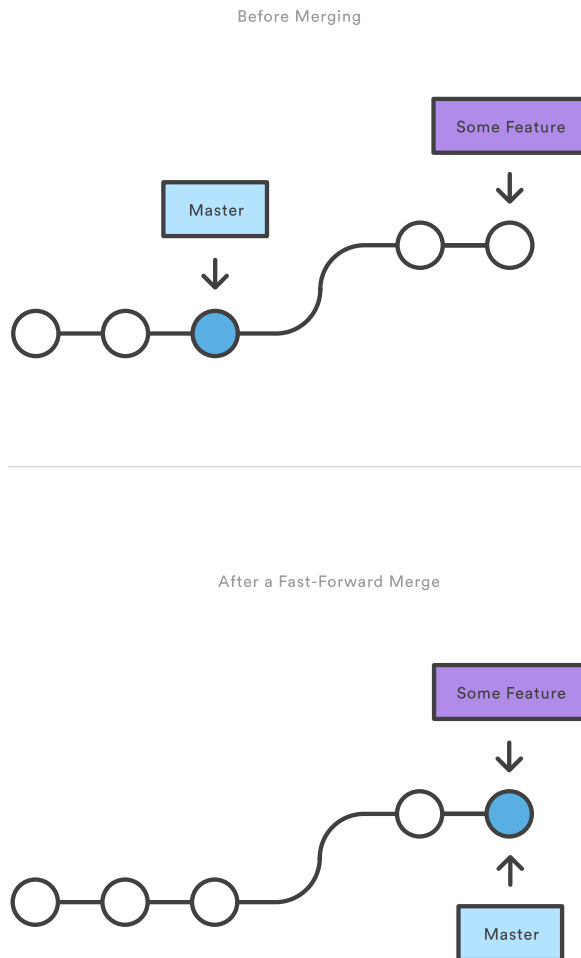 Before Merging
Some Feature
Master
After a Fast-Forward Merge
Some Feature
Master